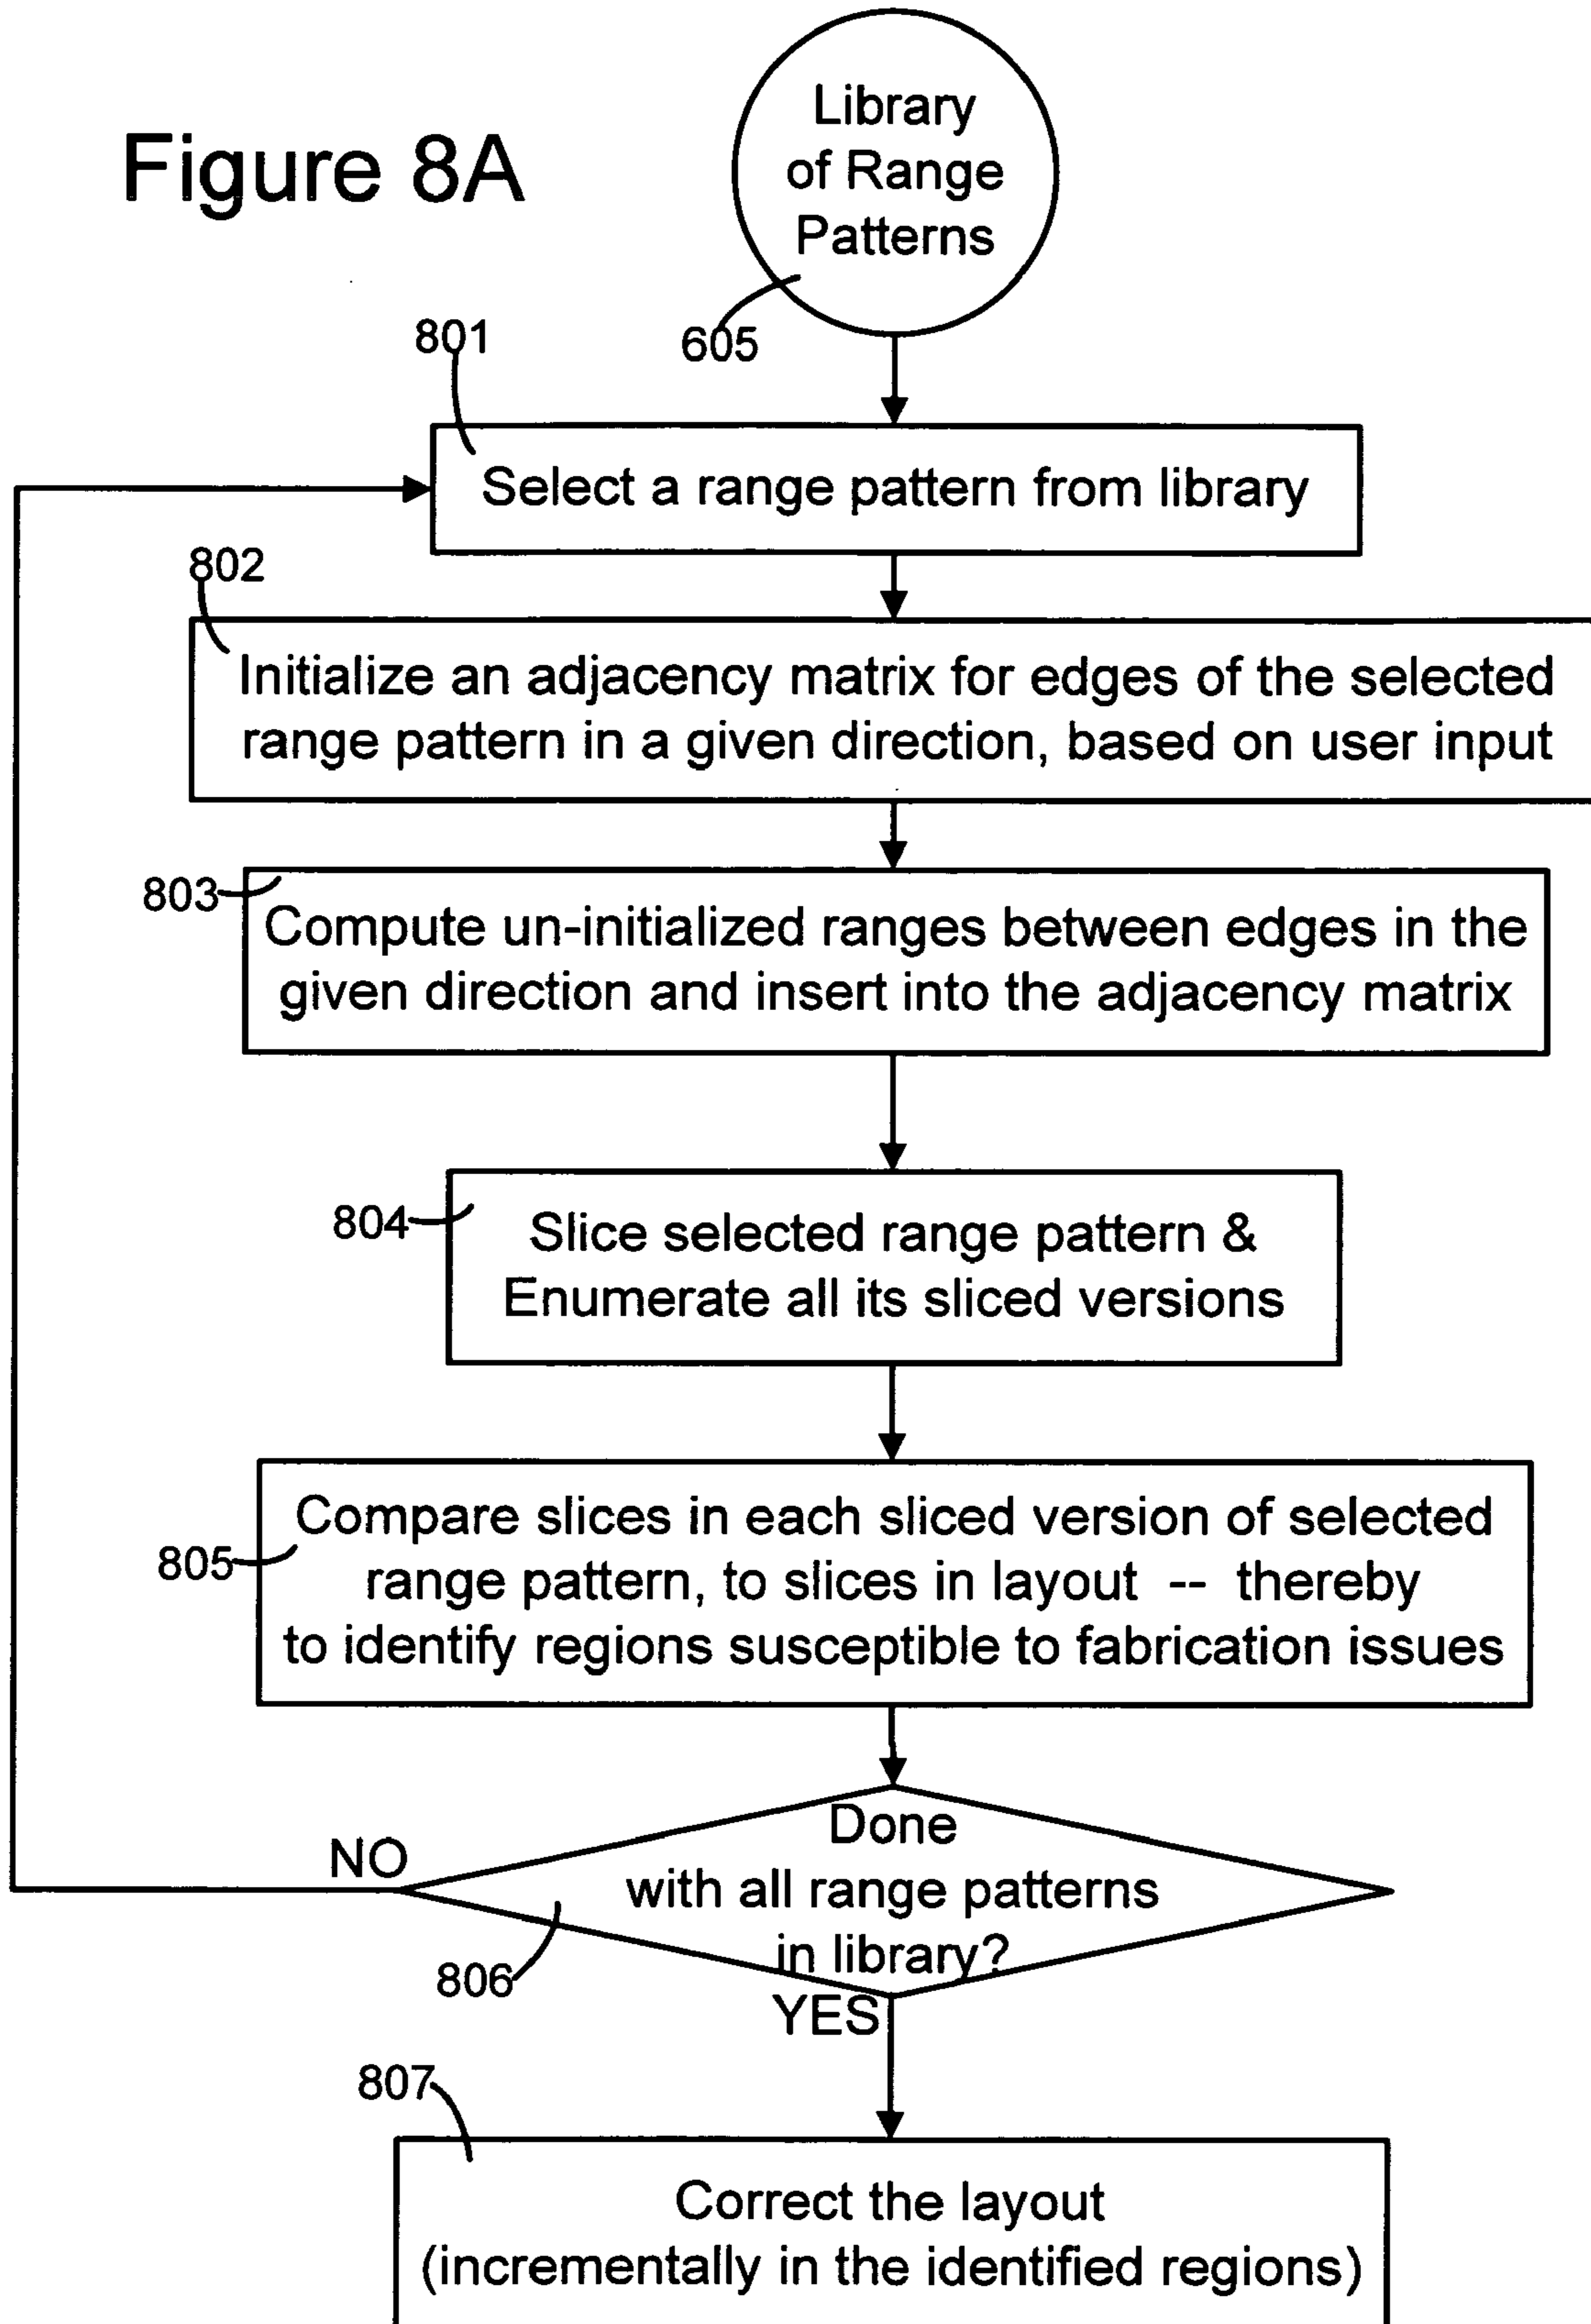 Figure 8A
Library
of Range
Patterns
605
801
Select a range pattern from library
802
Initialize an adjacency matrix for edges of the selected
range pattern in a given direction, based on user input
803
Compute un-initialized ranges between edges in the
given direction and insert into the adjacency matrix
804
Slice selected range pattern &
Enumerate all its sliced versions
805
Compare slices in each sliced version of selected
range pattern, to slices in layout -- thereby
to identify regions susceptible to fabrication issues
NO
Done
with all range patterns
in library?
806
YES
807
Correct the layout
(incrementally in the identified regions)